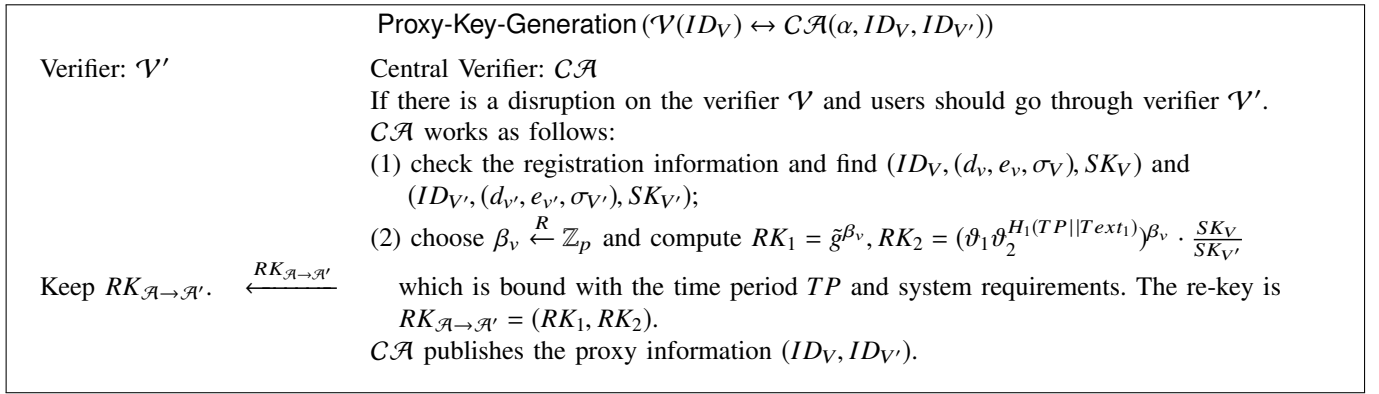 Proxy-Key-Generation (𝒱(ID_V) ↔ 𝒞𝒜(α, ID_V, ID_{V′}))
Verifier: 𝒱′ Central Verifier: 𝒞𝒜
If there is a disruption on the verifier 𝒱 and users should go through verifier 𝒱′.
𝒞𝒜 works as follows:
(1) check the registration information and find (ID_V, (d_v, e_v, σ_V), SK_V) and
(ID_{V′}, (d_{v′}, e_{v′}, σ_{V′}), SK_{V′});
(2) choose β_v ←^R ℤ_p and compute RK_1 = g̃^{β_v}, RK_2 = (ϑ_1ϑ_2^{H_1(TP||Text_1)})^{β_v} · \frac{SK_V}{SK_{V′}}
Keep RK_{𝒜→𝒜′}. ←^{RK_{𝒜→𝒜′}} which is bound with the time period TP and system requirements. The re-key is
RK_{𝒜→𝒜′} = (RK_1, RK_2).
𝒞𝒜 publishes the proxy information (ID_V, ID_{V′}).